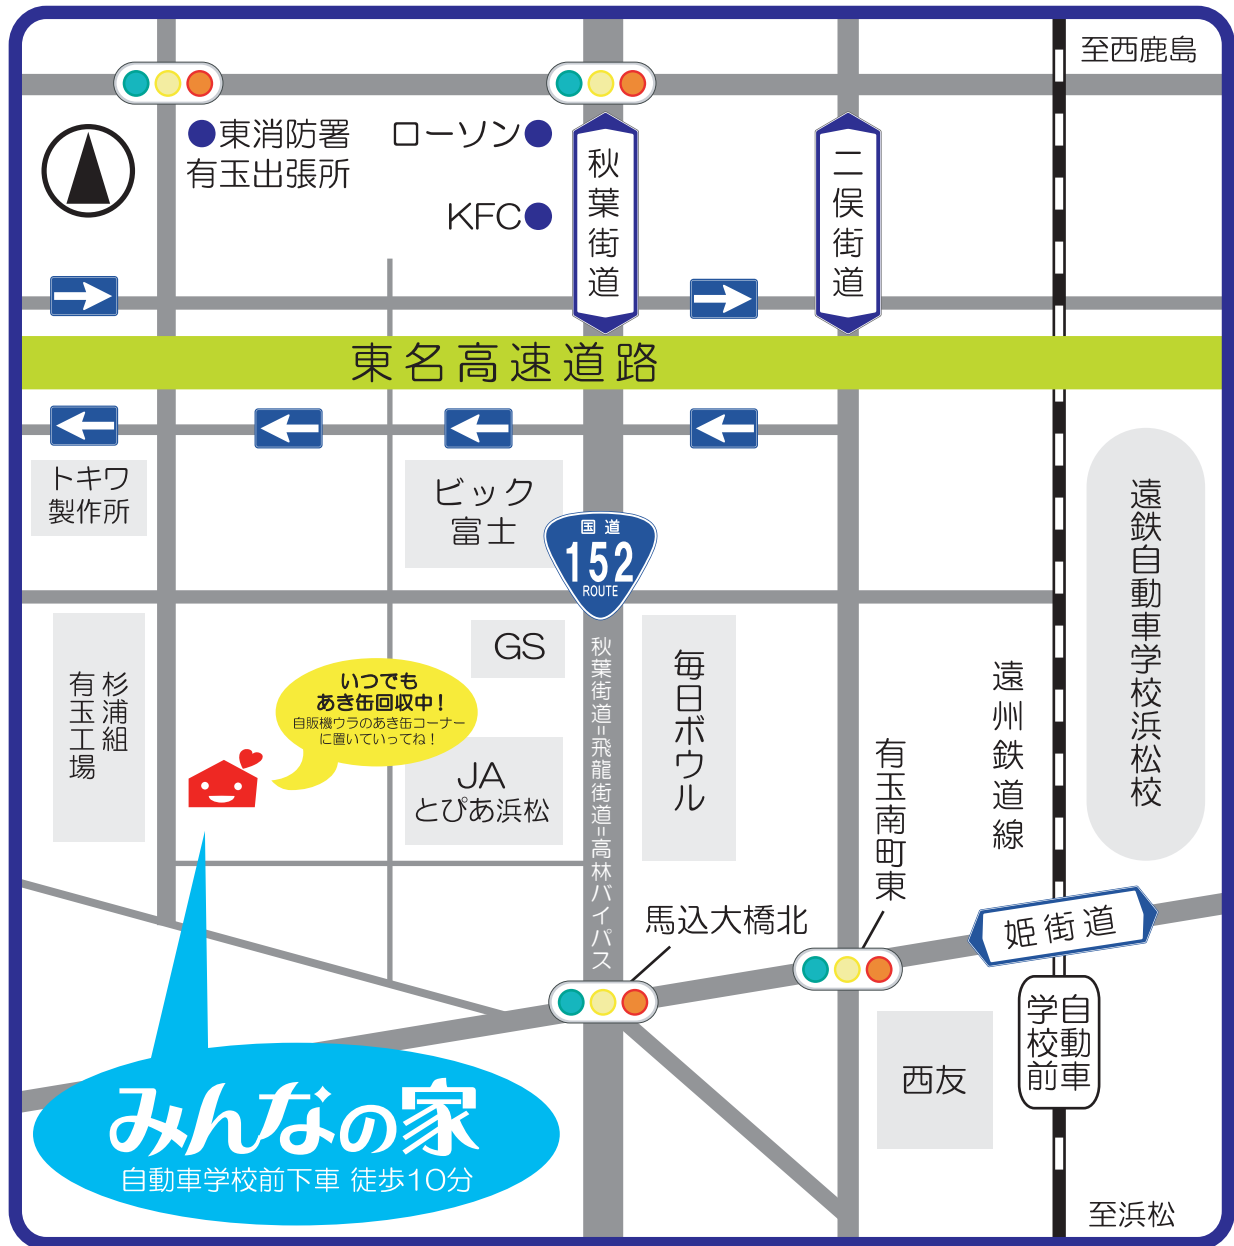 至西鹿島
東消防署
有玉出張所
ローソン
KFC
秋葉街道
二俣街道
東名高速道路
トキワ
製作所
ビック
富士
国道
152
ROUTE
遠鉄自動車学校浜松校
杉浦組
有玉工場
いつでも
あき缶回収中！
自販機ウラのあき缶コーナー
に置いていってね！
GS
JA
とぴあ浜松
秋葉街道=飛龍街道=高林バイパス
毎日ボウル
遠州鉄道線
有玉南町東
馬込大橋北
姫街道
自動車
学校前
西友
みんなの家
自動車学校前下車 徒歩10分
至浜松